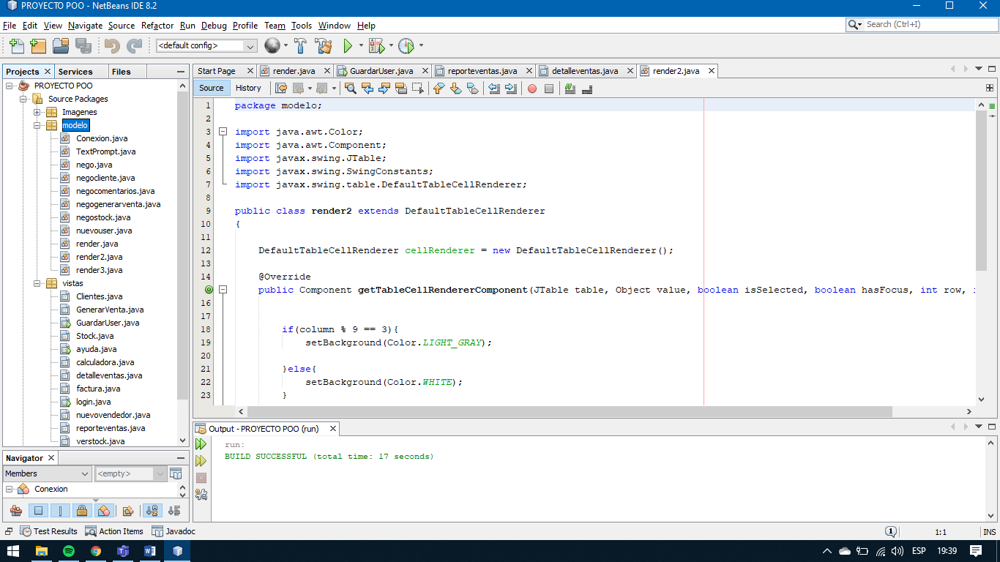 PROYECTO POO - NetBeans IDE 8.2
File Edit View Navigate Source Refactor Run Debug Profile Team Tools Window Help
Search (Ctrl+I)
<default config>
Projects Services Files
Start Page render.java GuardarUser.java reporteventas.java detalleventas.java render2.java
Source History
PROYECTO POO
Source Packages
Imagenes
modelo
Conexion.java
TextPrompt.java
nego.java
negocliente.java
negocomentarios.java
negogenerarventa.java
negostock.java
nuevouser.java
render.java
render2.java
render3.java
vistas
Clientes.java
GenerarVenta.java
GuardarUser.java
Stock.java
ayuda.java
calculadora.java
detalleventas.java
factura.java
login.java
nuevovendedor.java
reporteventas.java
verstock.java
1 package modelo;
2
3 import java.awt.Color;
4 import java.awt.Component;
5 import javax.swing.JTable;
6 import javax.swing.SwingConstants;
7 import javax.swing.table.DefaultTableCellRenderer;
8
9 public class render2 extends DefaultTableCellRenderer
10 {
11
12 DefaultTableCellRenderer cellRenderer = new DefaultTableCellRenderer();
13
14 @Override
public Component getTableCellRendererComponent(JTable table, Object value, boolean isSelected, boolean hasFocus, int row,
16
17
18 if(column % 9 == 3){
19 setBackground(Color.LIGHT_GRAY);
20
21 }else{
22 setBackground(Color.WHITE);
23 }
Navigator
Members <empty>
Conexion
Output - PROYECTO POO (run)
run:
BUILD SUCCESSFUL (total time: 17 seconds)
Test Results Action Items Javadoc
1 1:1 INS
ESP 19:39